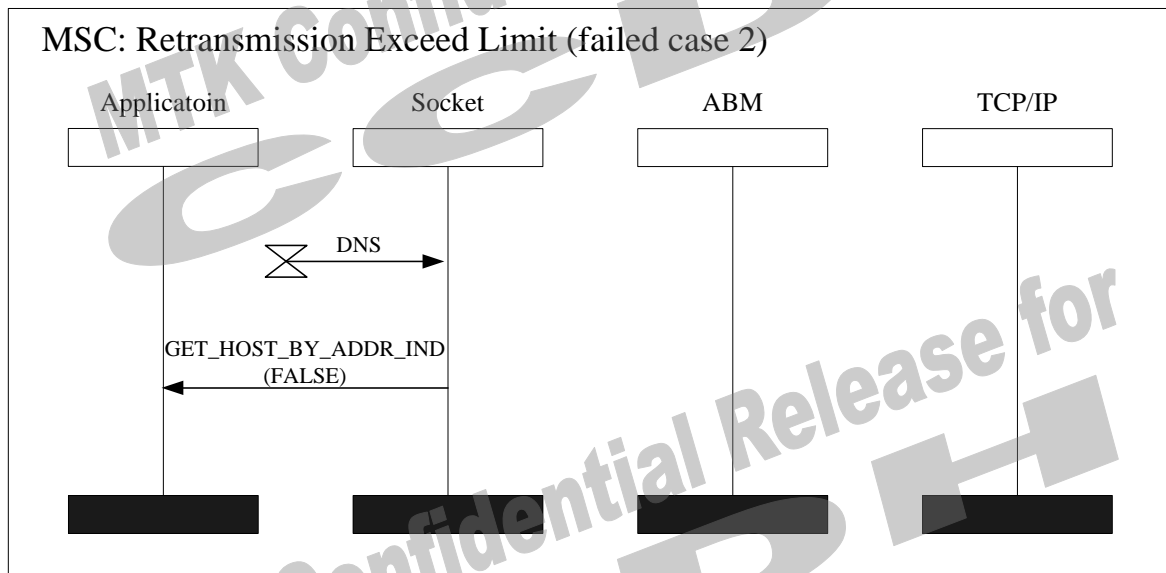 MSC: Retransmission Exceed Limit (failed case 2)
Applicatoin
Socket
ABM
TCP/IP
DNS
GET_HOST_BY_ADDR_IND
(FALSE)
MTK Confi
Confidential Release for